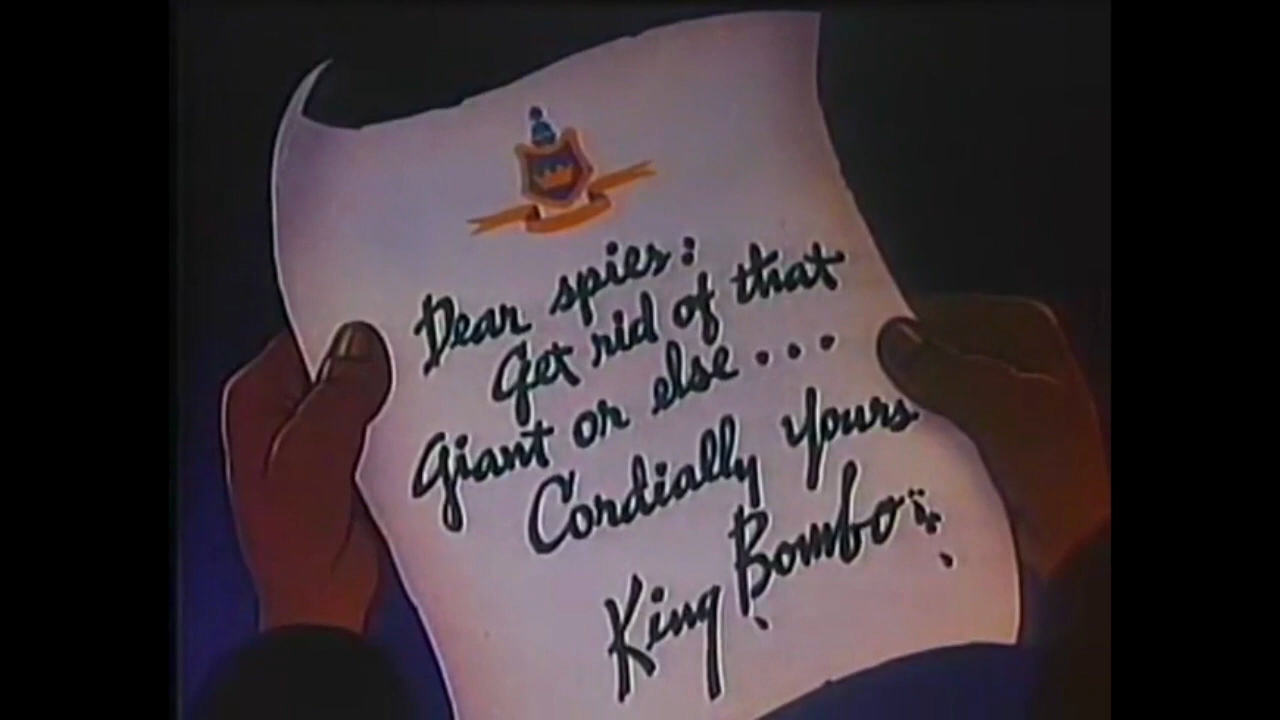 Dear spies:
Get rid of that
Giant or else...
Cordially Yours
King Bombo